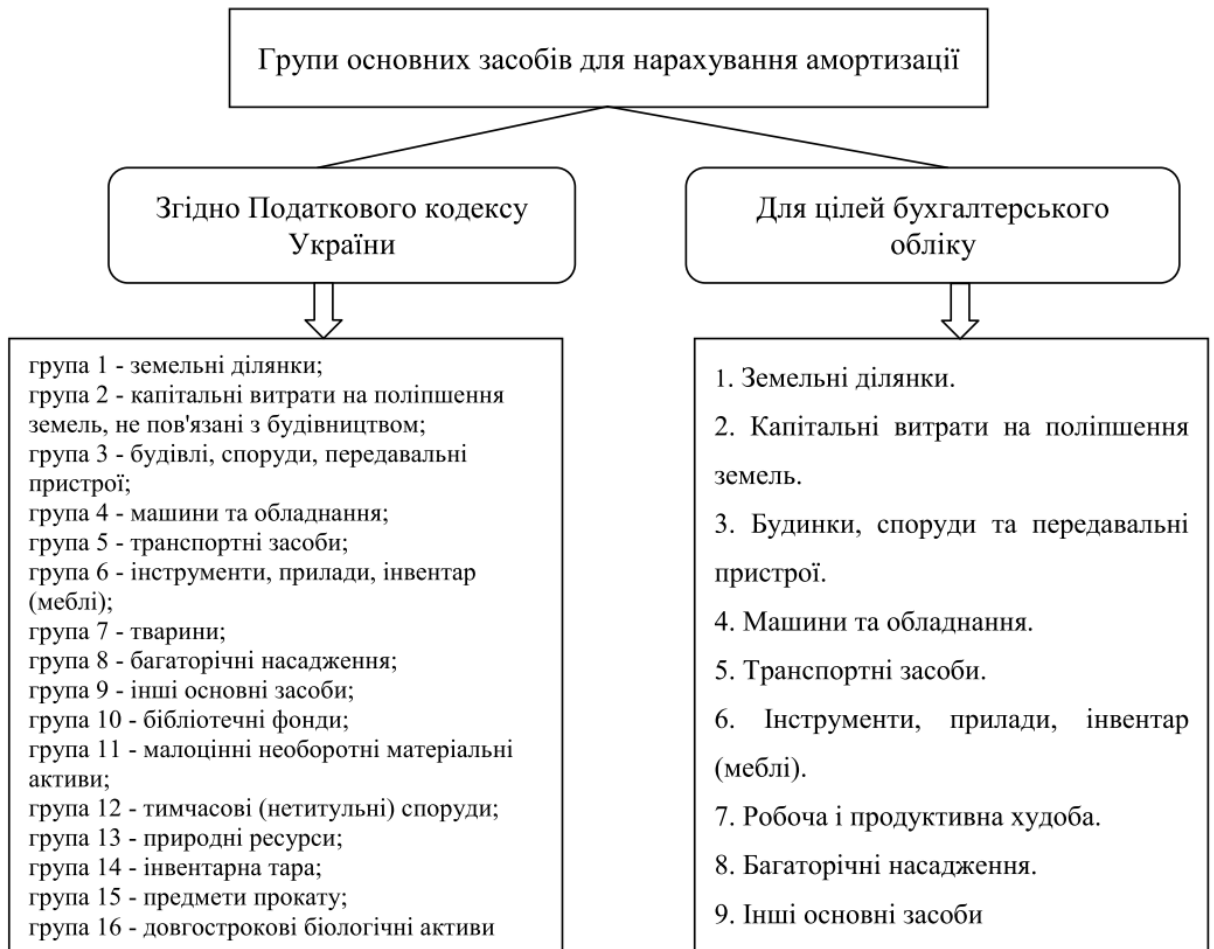 Групи основних засобів для нарахування амортизації
Згідно Податкового кодексу
України
група 1 - земельні ділянки;
група 2 - капітальні витрати на поліпшення
земель, не пов'язані з будівництвом;
група 3 - будівлі, споруди, передавальні
пристрої;
група 4 - машини та обладнання;
група 5 - транспортні засоби;
група 6 - інструменти, прилади, інвентар
(меблі);
група 7 - тварини;
група 8 - багаторічні насадження;
група 9 - інші основні засоби;
група 10 - бібліотечні фонди;
група 11 - малоцінні необоротні матеріальні
активи;
група 12 - тимчасові (нетитульні) споруди;
група 13 - природні ресурси;
група 14 - інвентарна тара;
група 15 - предмети прокату;
група 16 - довгострокові біологічні активи
Для цілей бухгалтерського
обліку
1. Земельні ділянки.
2. Капітальні витрати на поліпшення
земель.
3. Будинки, споруди та передавальні
пристрої.
4. Машини та обладнання.
5. Транспортні засоби.
6. Інструменти, прилади, інвентар
(меблі).
7. Робоча і продуктивна худоба.
8. Багаторічні насадження.
9. Інші основні засоби